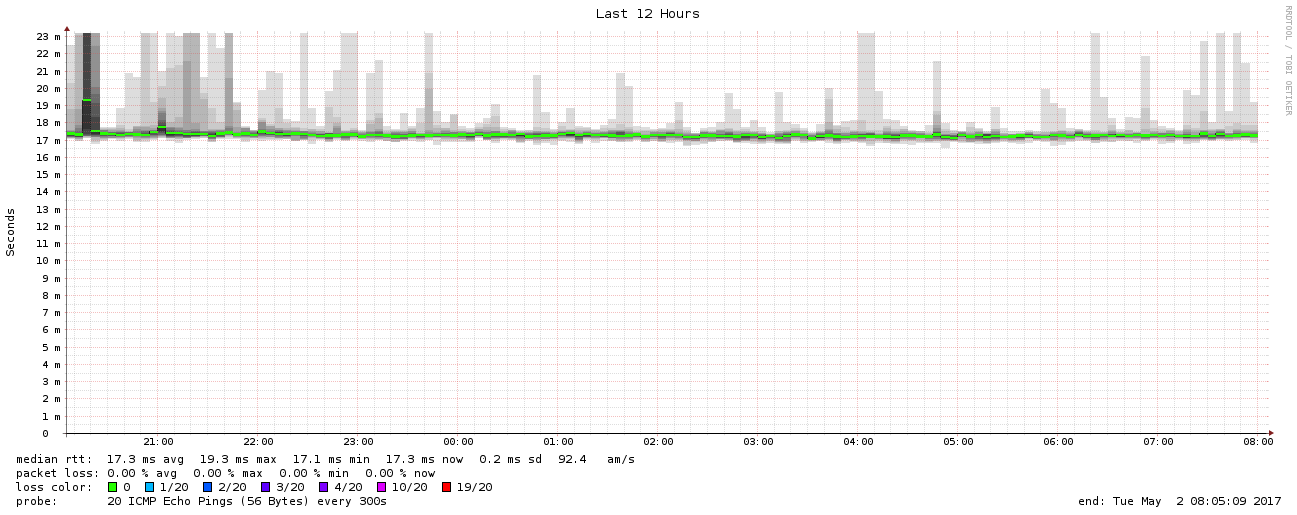 Last 12 Hours
RRDTOOL / TOBI OETIKER
Seconds
23 m
22 m
21 m
20 m
19 m
18 m
17 m
16 m
15 m
14 m
13 m
12 m
11 m
10 m
9 m
8 m
7 m
6 m
5 m
4 m
3 m
2 m
1 m
0
21:00 22:00 23:00 00:00 01:00 02:00 03:00 04:00 05:00 06:00 07:00 08:00
median rtt: 17.3 ms avg 19.3 ms max 17.1 ms min 17.3 ms now 0.2 ms sd 92.4 am/s
packet loss: 0.00 % avg 0.00 % max 0.00 % min 0.00 % now
loss color: 0 1/20 2/20 3/20 4/20 10/20 19/20
probe: 20 ICMP Echo Pings (56 Bytes) every 300s end: Tue May 2 08:05:09 2017